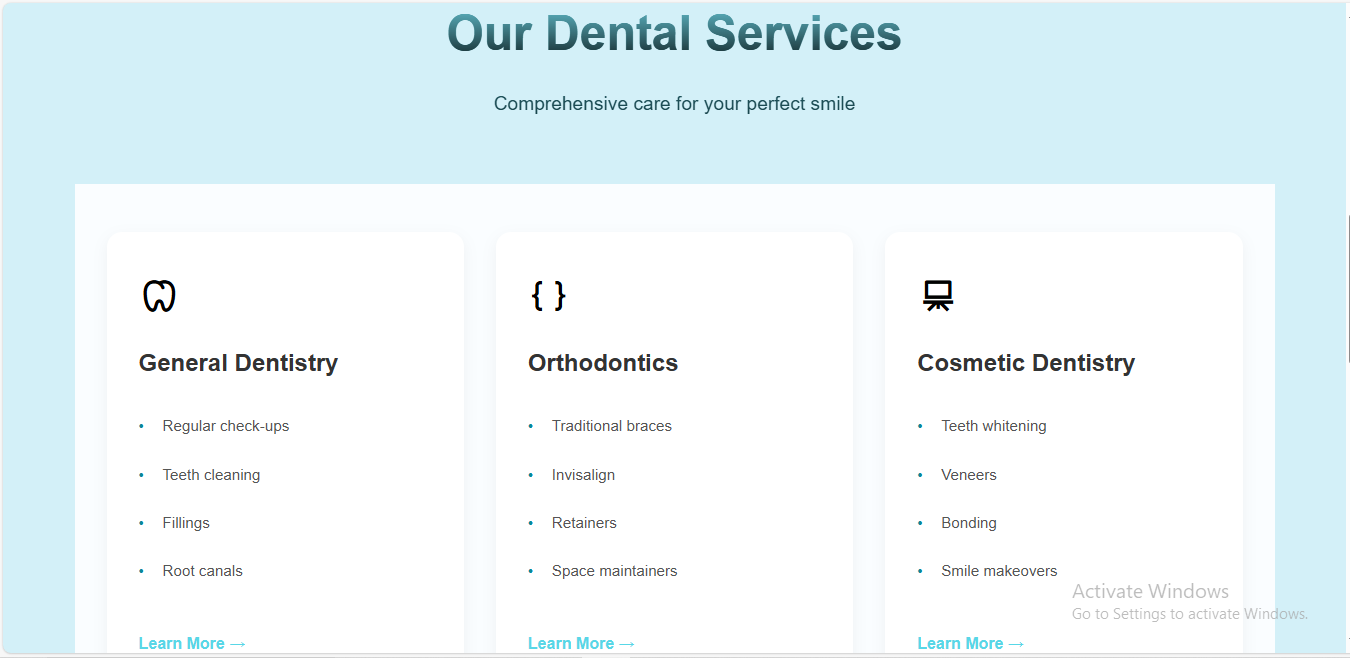 Our Dental Services
Comprehensive care for your perfect smile
General Dentistry
• Regular check-ups
• Teeth cleaning
• Fillings
• Root canals
Learn More →
{ }
Orthodontics
• Traditional braces
• Invisalign
• Retainers
• Space maintainers
Learn More →
Cosmetic Dentistry
• Teeth whitening
• Veneers
• Bonding
• Smile makeovers
Learn More →
Activate Windows
Go to Settings to activate Windows.